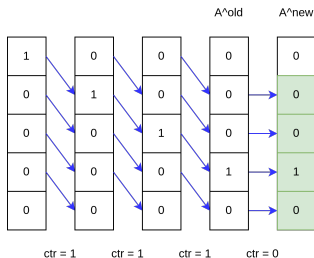 A^old A^new
1 0 0 0 0
0 1 0 0 0
0 0 1 0 0
0 0 0 1 1
0 0 0 0 0
ctr = 1 ctr = 1 ctr = 1 ctr = 0